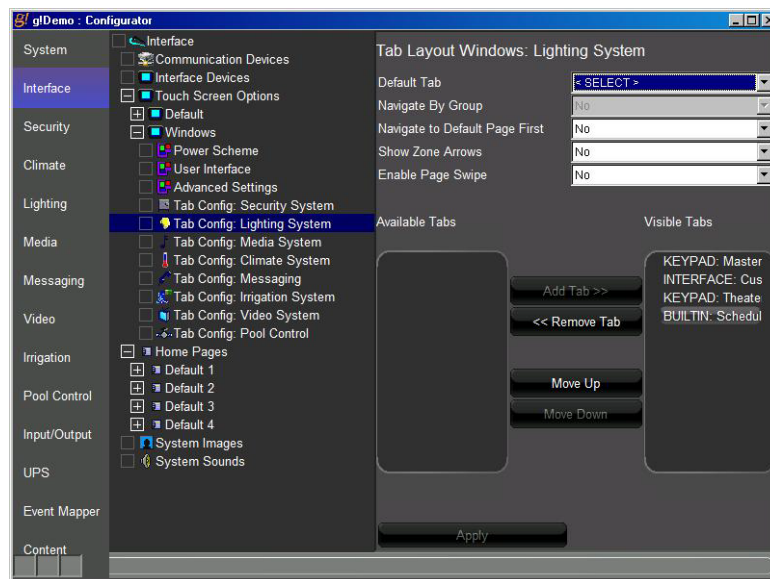 g!Demo : Configurator
System
Interface
Security
Climate
Lighting
Media
Messaging
Video
Irrigation
Pool Control
Input/Output
UPS
Event Mapper
Content
Interface
Communication Devices
Interface Devices
Touch Screen Options
Default
Windows
Power Scheme
User Interface
Advanced Settings
Tab Config: Security System
Tab Config: Lighting System
Tab Config: Media System
Tab Config: Climate System
Tab Config: Messaging
Tab Config: Irrigation System
Tab Config: Video System
Tab Config: Pool Control
Home Pages
Default 1
Default 2
Default 3
Default 4
System Images
System Sounds
Tab Layout Windows: Lighting System
Default Tab < SELECT >
Navigate By Group No
Navigate to Default Page First No
Show Zone Arrows No
Enable Page Swipe No
Available Tabs
Add Tab >>
<< Remove Tab
Move Up
Move Down
Visible Tabs
KEYPAD: Master
INTERFACE: Cus
KEYPAD: Theate
BUILTIN: Schedul
Apply